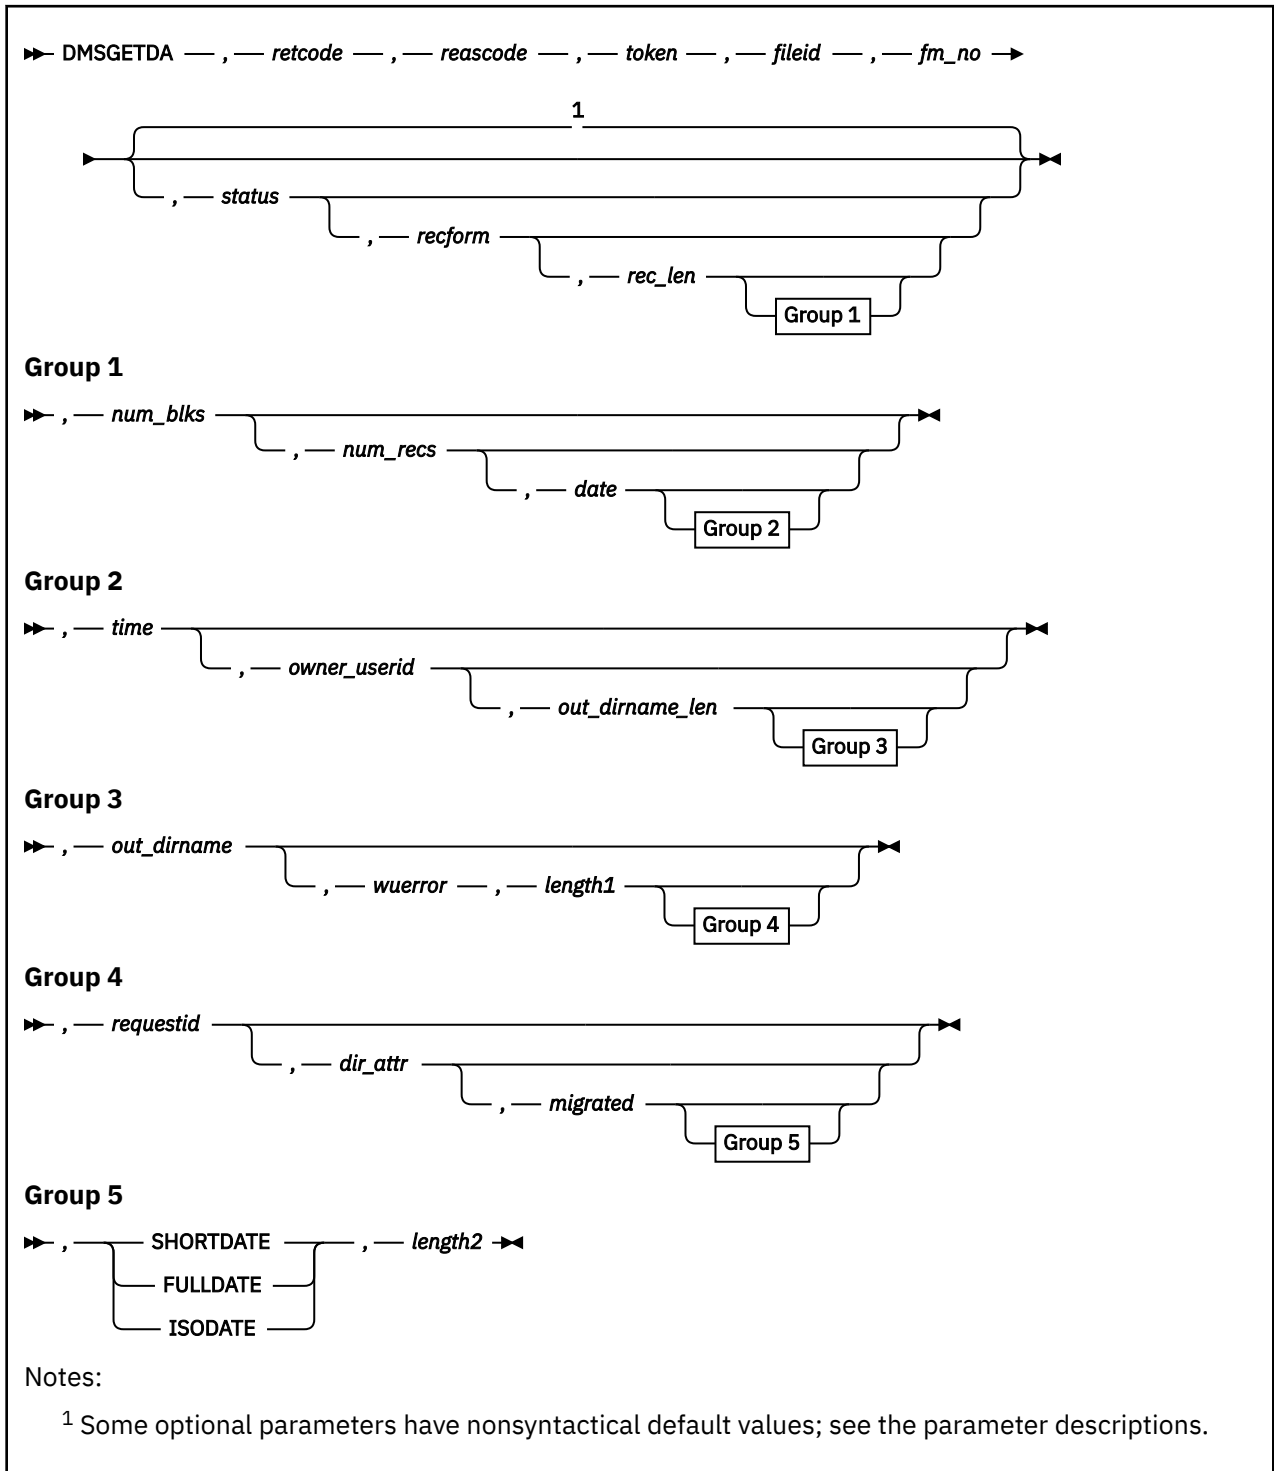 DMSGETDA , retcode , reascode , token , fileid , fm_no
1
, status
, recform
, rec_len
Group 1
Group 1
, num_blks
, num_recs
, date
Group 2
Group 2
, time
, owner_userid
, out_dirname_len
Group 3
Group 3
, out_dirname
, wuerror , length1
Group 4
Group 4
, requestid
, dir_attr
, migrated
Group 5
Group 5
, SHORTDATE , length2
FULLDATE
ISODATE
Notes:
1 Some optional parameters have nonsyntactical default values; see the parameter descriptions.